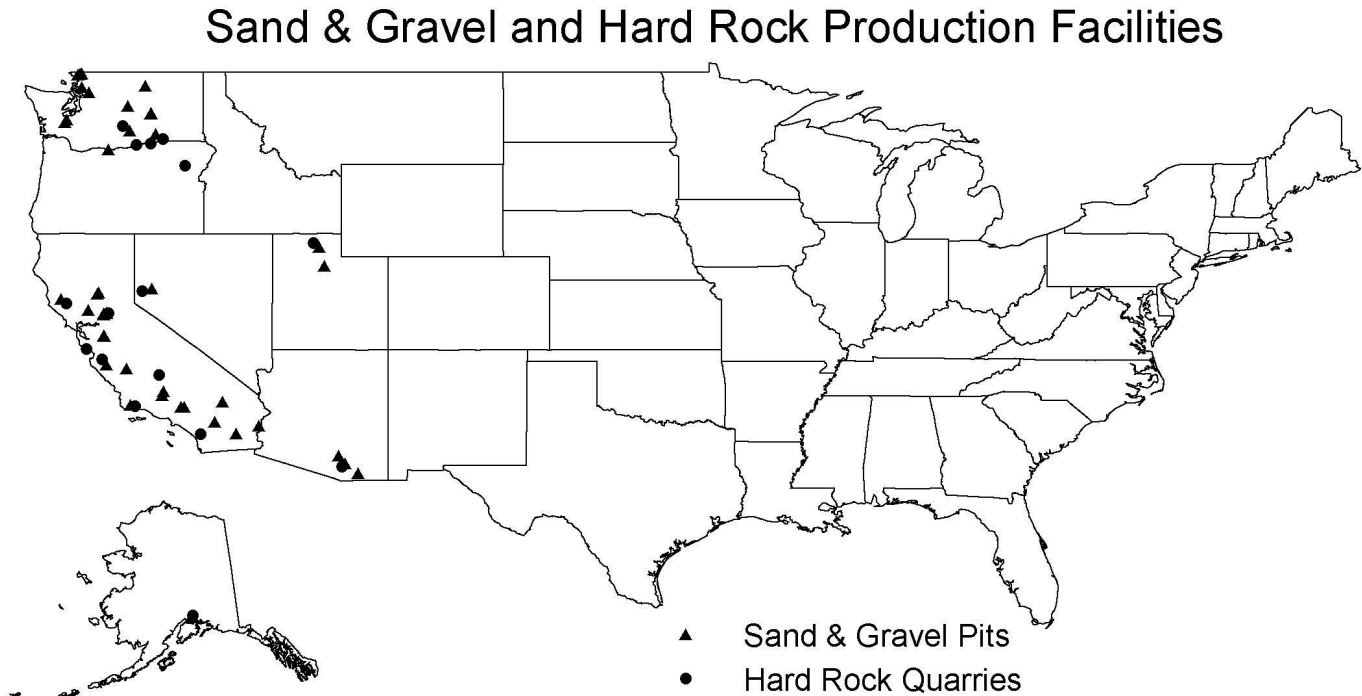 Sand & Gravel and Hard Rock Production Facilities
Sand & Gravel Pits
Hard Rock Quarries